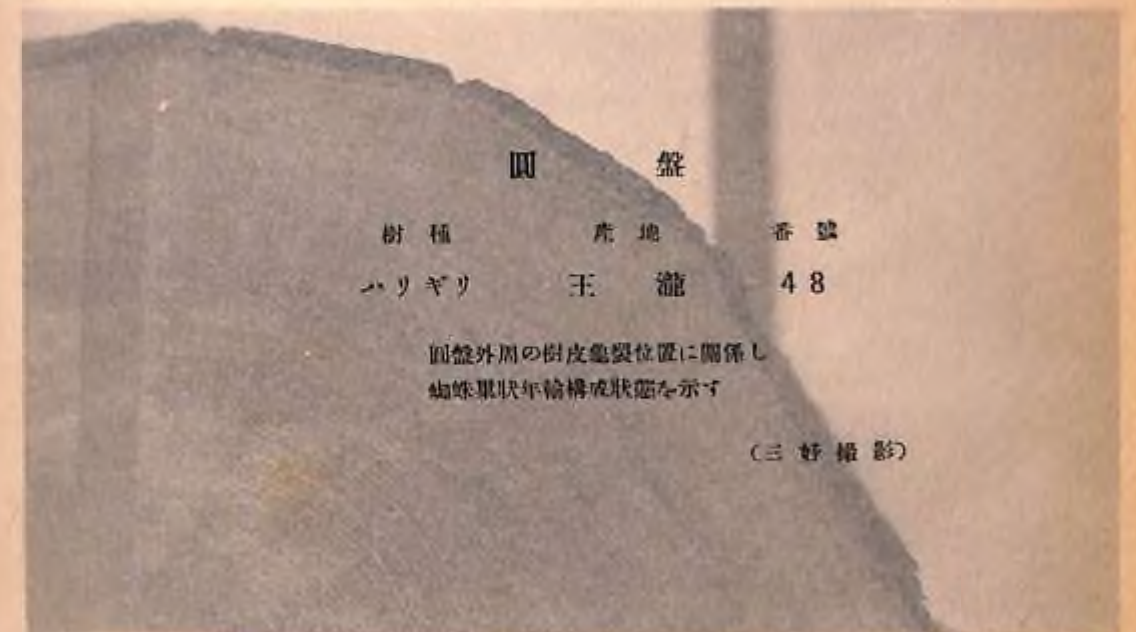 圓盤
樹種 産地 番號
ハリギリ 王瀧 48
圓盤外周の樹皮龜裂位置に關係し
蜘蛛巣状年輪構成状態を示す
(三好撮影)